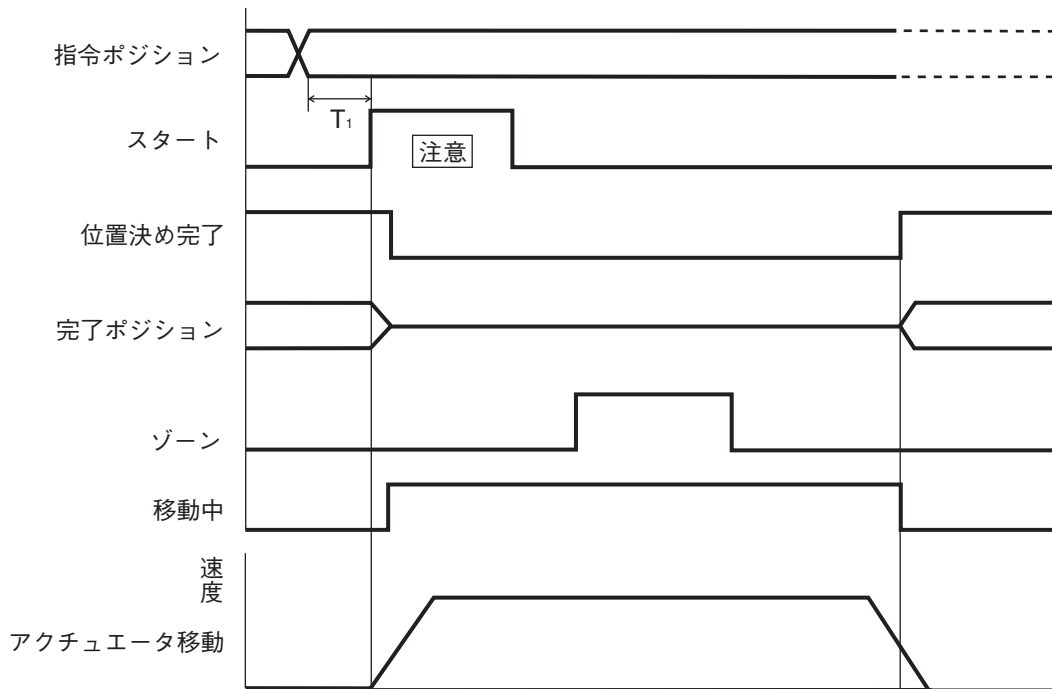 指令ポジション
T₁
スタート
注意
位置決め完了
完了ポジション
ゾーン
移動中
速度
アクチュエータ移動